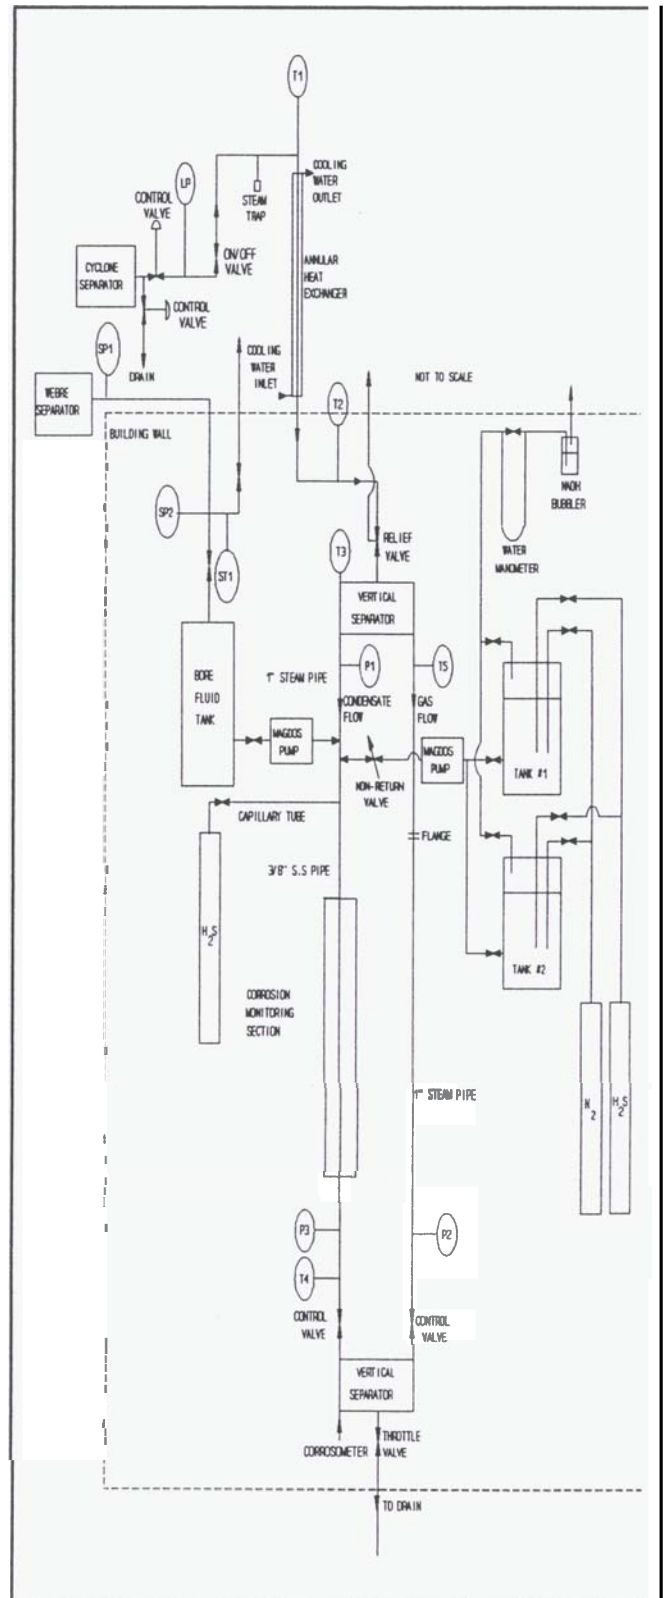 T1
COOLING
WATER
OUTLET
LP
CONTROL
VALVE
STEAM
TRAP
ON/OFF
VALVE
ANNULAR
HEAT
EXCHANGER
CYCLONE
SEPARATOR
CONTROL
VALVE
SP1
DRAIN
COOLING
WATER
INLET
NOT TO SCALE
WEBRE
SEPARATOR
T2
BUILDING WALL
NAOH
BUBBLER
SP2
WATER
MANOMETER
RELIEF
VALVE
T3
ST1
VERTICAL
SEPARATOR
BORE
FLUID
TANK
1" STEAM PIPE
P1
T5
CONDENSATE
FLOW
GAS
FLOW
MAGDOS
PUMP
MAGDOS
PUMP
TANK #1
NON-RETURN
VALVE
CAPILLARY TUBE
FLANGE
3/8" S.S PIPE
H2S
TANK #2
CORROSION
MONITORING
SECTION
1" STEAM PIPE
N2
H2S
P3
P2
T4
CONTROL
VALVE
CONTROL
VALVE
VERTICAL
SEPARATOR
CORROSOMETER
THROTTLE
VALVE
TO DRAIN